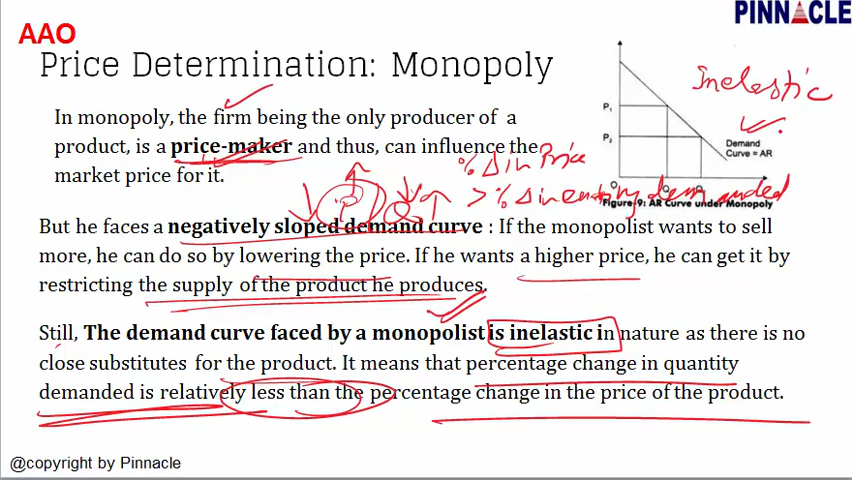 PINNACLE
AAO
Price Determination: Monopoly
Inelastic
P₁
P₂
Demand
Curve = AR
O
Figure 9: AR Curve under Monopoly
In monopoly, the firm being the only producer of a
product, is a price-maker and thus, can influence the
market price for it.
% Δ in Price
> % Δ in demanded
P
Q
But he faces a negatively sloped demand curve : If the monopolist wants to sell
more, he can do so by lowering the price. If he wants a higher price, he can get it by
restricting the supply of the product he produces.
Still, The demand curve faced by a monopolist is inelastic in nature as there is no
close substitutes for the product. It means that percentage change in quantity
demanded is relatively less than the percentage change in the price of the product.
@copyright by Pinnacle